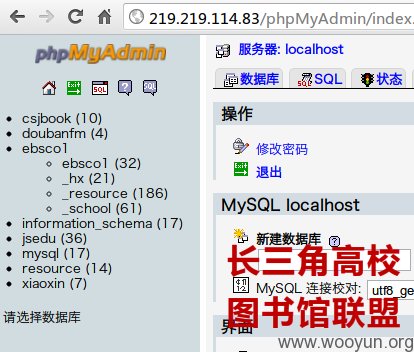 219.219.114.83/phpMyAdmin/index.
phpMyAdmin
服务器: localhost
数据库
SQL
状态
SQL
SQL
csjbook (10)
doubanfm (4)
ebsco1
ebsco1 (32)
_hx (21)
_resource (186)
_school (61)
information_schema (17)
jsedu (36)
mysql (17)
resource (14)
xiaoxin (7)
请选择数据库
操作
修改密码
退出
MySQL localhost
新建数据库
长三角高校
MySQL 连接校对: utf8_ge
图书馆联盟
界面
www.wooyun.org